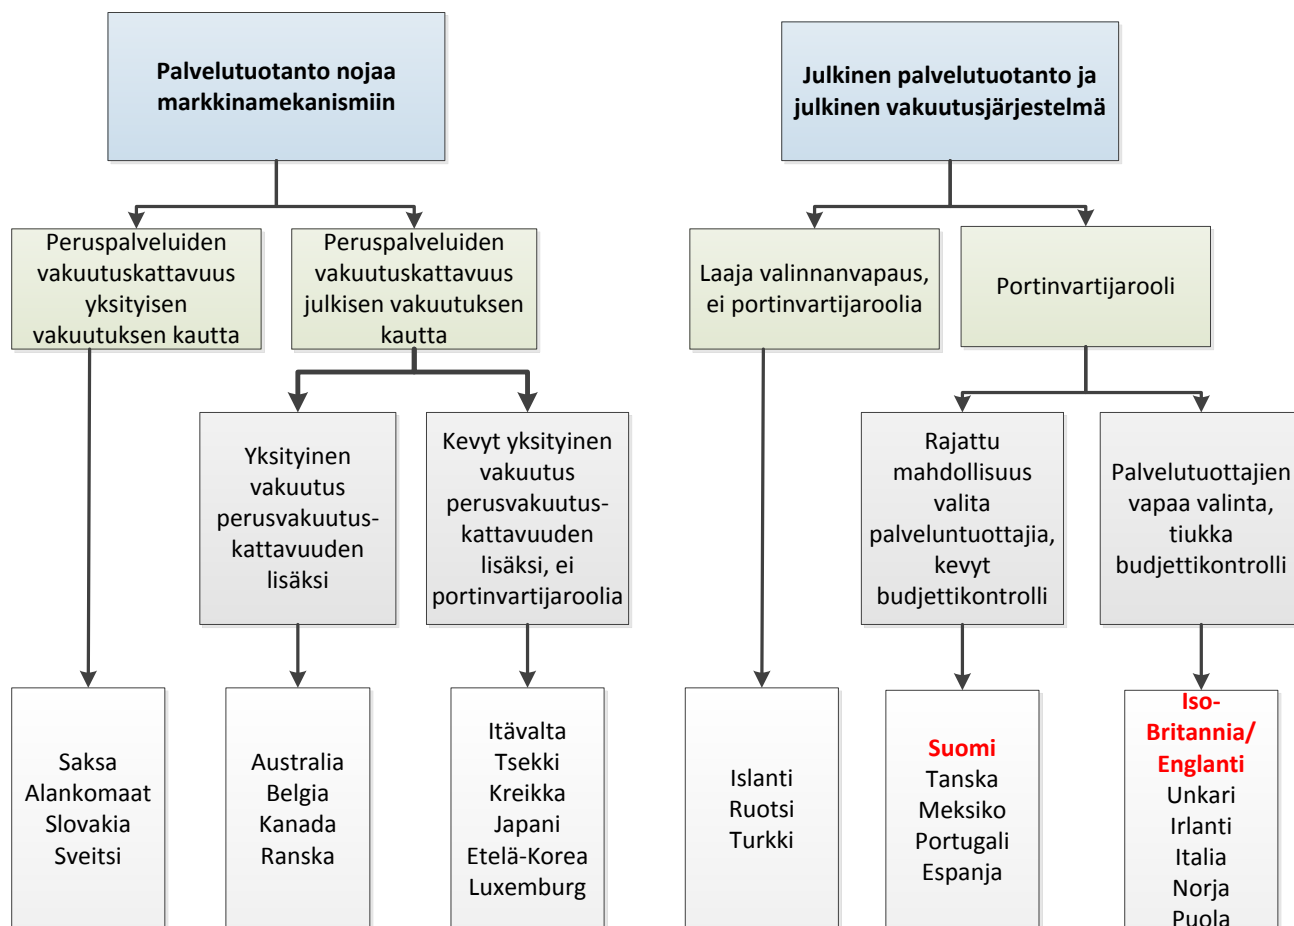 Palvelutuotanto nojaa
markkinamekanismiin
Julkinen palvelutuotanto ja
julkinen vakuutusjärjestelmä
Peruspalveluiden
vakuutuskattavuus
yksityisen
vakuutuksen kautta
Peruspalveluiden
vakuutuskattavuus
julkisen vakuutuksen
kautta
Laaja valinnanvapaus,
ei portinvartijaroolia
Portinvartijarooli
Yksityinen
vakuutus
perusvakuutus-
kattavuuden
lisäksi
Kevyt yksityinen
vakuutus
perusvakuutus-
kattavuuden
lisäksi, ei
portinvartijaroolia
Rajattu
mahdollisuus
valita
palveluntuottajia,
kevyt
budjettikontrolli
Palvelutuottajien
vapaa valinta,
tiukka
budjettikontrolli
Saksa
Alankomaat
Slovakia
Sveitsi
Australia
Belgia
Kanada
Ranska
Itävalta
Tsekki
Kreikka
Japani
Etelä-Korea
Luxemburg
Islanti
Ruotsi
Turkki
Suomi
Tanska
Meksiko
Portugali
Espanja
Iso-
Britannia/
Englanti
Unkari
Irlanti
Italia
Norja
Puola